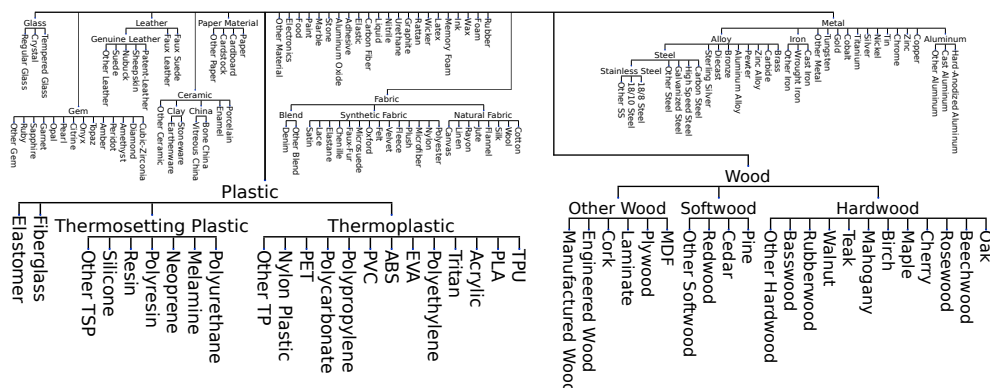 Glass
Regular Glass
Crystal
Tempered Glass
Leather
Genuine Leather
Other Leather
Suede
Nubuck
Sheepskin
Patent-Leather
Faux Leather
Faux Suede
Paper Material
Other Paper
Cardstock
Cardboard
Paper
Other Material
Electronics
Food
Paint
Marble
Stone
Aluminum Oxide
Adhesive
Elastic
Carbon Fiber
Liquid
Nitrile
Urethane
Graphite
Rattan
Wicker
Latex
Memory Foam
Ink
Wax
Foam
Rubber
Metal
Alloy
Steel
Stainless Steel
Other SS
18/10 Steel
18/8 Steel
Other Steel
Galvanized Steel
High Speed Steel
Carbon Steel
Sterling Silver
Diecast
Bronze
Aluminum Alloy
Pewter
Zinc Alloy
Carbide
Brass
Iron
Other Iron
Wrought Iron
Cast Iron
Other Metal
Tungsten
Gold
Cobalt
Titanium
Silver
Nickel
Tin
Chrome
Zinc
Copper
Aluminum
Other Aluminum
Cast Aluminum
Hard-Anodized Aluminum
Gem
Other Gem
Ruby
Sapphire
Garnet
Opal
Pearl
Citrine
Onyx
Topaz
Amber
Peridot
Amethyst
Diamond
Cubic-Zirconia
Ceramic
Other Ceramic
Clay
Earthenware
Stoneware
China
Vitreous China
Bone China
Enamel
Porcelain
Fabric
Blend
Denim
Other Blend
Synthetic Fabric
Satin
Lace
Elastane
Chenille
Faux-Fur
Microsuede
Oxford
Felt
Velvet
Fleece
Plush
Microfiber
Nylon
Polyester
Natural Fabric
Canvas
Linen
Rayon
Jute
Flannel
Silk
Wool
Cotton
Plastic
Elastomer
Fiberglass
Thermosetting Plastic
Other TSP
Silicone
Resin
Polyresin
Neoprene
Melamine
Polyurethane
Thermoplastic
Other TP
Nylon Plastic
PET
Polycarbonate
Polypropylene
PVC
ABS
EVA
Polyethylene
Tritan
Acrylic
PLA
TPU
Wood
Other Wood
Manufactured Wood
Engineered Wood
Cork
Laminate
Plywood
MDF
Softwood
Other Softwood
Redwood
Cedar
Pine
Hardwood
Other Hardwood
Basswood
Rubberwood
Walnut
Teak
Mahogany
Birch
Maple
Cherry
Rosewood
Beechwood
Oak